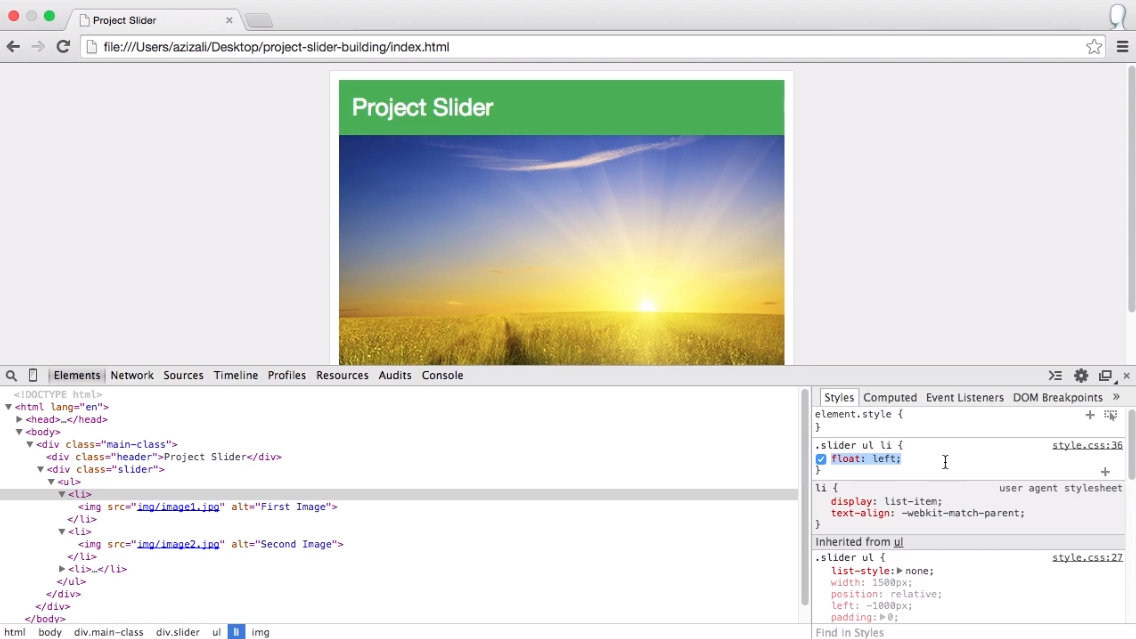 Project Slider
file:///Users/azizali/Desktop/project-slider-building/index.html
Project Slider
Elements Network Sources Timeline Profiles Resources Audits Console
<!DOCTYPE html>
<html lang="en">
<head>…</head>
<body>
<div class="main-class">
<div class="header">Project Slider</div>
<div class="slider">
<ul>
<li>
<img src="img/image1.jpg" alt="First Image">
</li>
<li>
<img src="img/image2.jpg" alt="Second Image">
</li>
<li>…</li>
</ul>
</div>
</div>
</body>
html body div.main-class div.slider ul li img
Styles Computed Event Listeners DOM Breakpoints »
element.style {
}
.slider ul li { style.css:36
float: left;
}
li { user agent stylesheet
display: list-item;
text-align: -webkit-match-parent;
}
Inherited from ul
.slider ul { style.css:27
list-style: none;
width: 1500px;
position: relative;
left: -1000px;
padding: 0;
Find in Styles